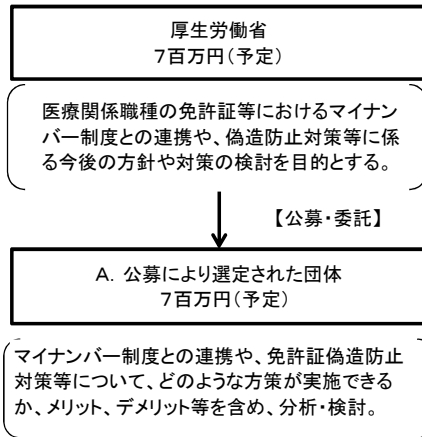 厚生労働省
７百万円（予定）
医療関係職種の免許証等におけるマイナン
バー制度との連携や、偽造防止対策等に係
る今後の方針や対策の検討を目的とする。
【公募・委託】
Ａ．公募により選定された団体
７百万円（予定）
マイナンバー制度との連携や、免許証偽造防止
対策等について、どのような方策が実施できる
か、メリット、デメリット等を含め、分析・検討。